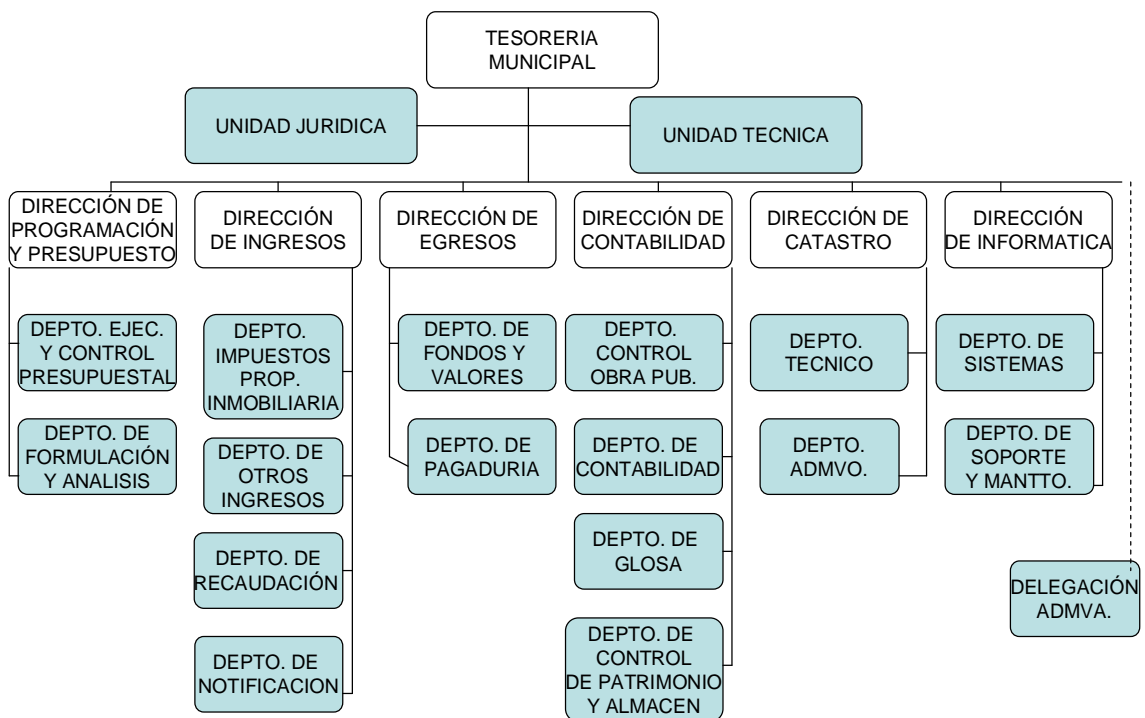 TESORERIA
MUNICIPAL
UNIDAD JURIDICA
UNIDAD TECNICA
DIRECCIÓN DE
PROGRAMACIÓN
Y PRESUPUESTO
DIRECCIÓN
DE INGRESOS
DIRECCIÓN DE
EGRESOS
DIRECCIÓN DE
CONTABILIDAD
DIRECCIÓN DE
CATASTRO
DIRECCIÓN
DE INFORMATICA
DEPTO. EJEC.
Y CONTROL
PRESUPUESTAL
DEPTO. DE
FORMULACIÓN
Y ANALISIS
DEPTO.
IMPUESTOS
PROP.
INMOBILIARIA
DEPTO. DE
OTROS
INGRESOS
DEPTO. DE
RECAUDACIÓN
DEPTO. DE
NOTIFICACION
DEPTO. DE
FONDOS Y
VALORES
DEPTO. DE
PAGADURIA
DEPTO.
CONTROL
OBRA PUB.
DEPTO. DE
CONTABILIDAD
DEPTO. DE
GLOSA
DEPTO. DE
CONTROL
DE PATRIMONIO
Y ALMACEN
DEPTO.
TECNICO
DEPTO.
ADMVO.
DEPTO. DE
SISTEMAS
DEPTO. DE
SOPORTE
Y MANTTO.
DELEGACIÓN
ADMVA.